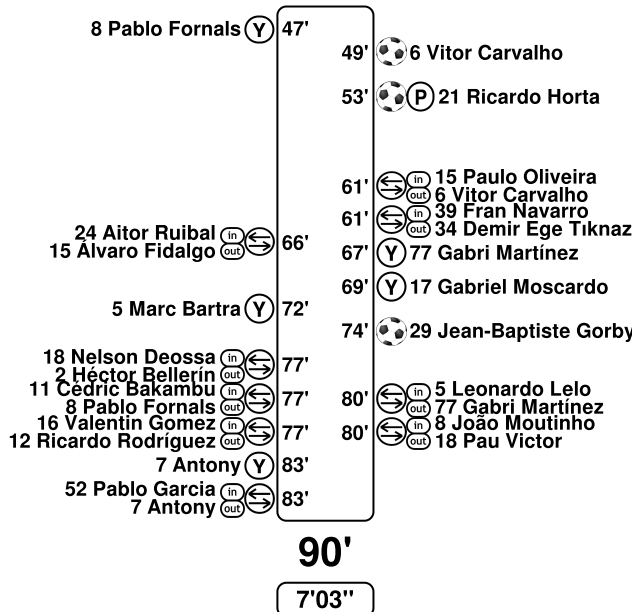 8 Pablo Fornals Y 47'
49' 6 Vitor Carvalho
53' P 21 Ricardo Horta
61' in 15 Paulo Oliveira
out 6 Vitor Carvalho
61' in 39 Fran Navarro
out 34 Demir Ege Tıknaz
24 Aitor Ruibal in
15 Álvaro Fidalgo out 66'
67' Y 77 Gabri Martínez
69' Y 17 Gabriel Moscardo
5 Marc Bartra Y 72'
74' 29 Jean-Baptiste Gorby
18 Nelson Deossa in
2 Héctor Bellerín out 77'
11 Cédric Bakambu in
8 Pablo Fornals out 77'
16 Valentin Gomez in
12 Ricardo Rodríguez out 77'
80' in 5 Leonardo Lelo
out 77 Gabri Martínez
80' in 8 João Moutinho
out 18 Pau Victor
7 Antony Y 83'
52 Pablo Garcia in
7 Antony out 83'
90'
7'03"